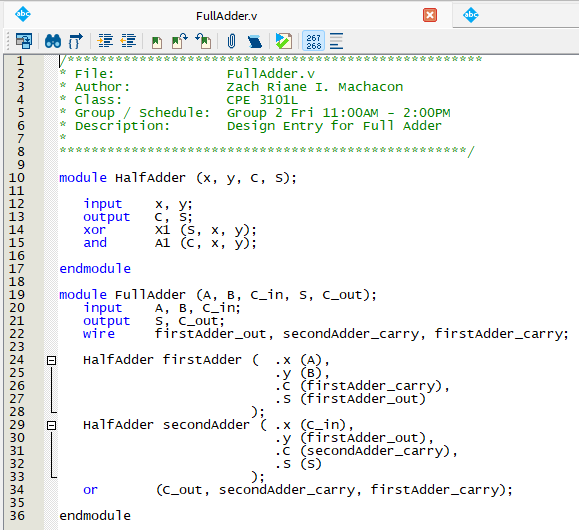 FullAdder.v
267
268
1 /****************************************************
2 * File: FullAdder.v
3 * Author: Zach Riane I. Machacon
4 * Class: CPE 3101L
5 * Group / Schedule: Group 2 Fri 11:00AM - 2:00PM
6 * Description: Design Entry for Full Adder
7 *
8 ***************************************************/
9
10 module HalfAdder (x, y, C, S);
11
12 input x, y;
13 output C, S;
14 xor X1 (S, x, y);
15 and A1 (C, x, y);
16
17 endmodule
18
19 module FullAdder (A, B, C_in, S, C_out);
20 input A, B, C_in;
21 output S, C_out;
22 wire firstAdder_out, secondAdder_carry, firstAdder_carry;
23
24 HalfAdder firstAdder ( .x (A),
25 .y (B),
26 .C (firstAdder_carry),
27 .S (firstAdder_out)
28 );
29 HalfAdder secondAdder ( .x (C_in),
30 .y (firstAdder_out),
31 .C (secondAdder_carry),
32 .S (S)
33 );
34 or (C_out, secondAdder_carry, firstAdder_carry);
35
36 endmodule